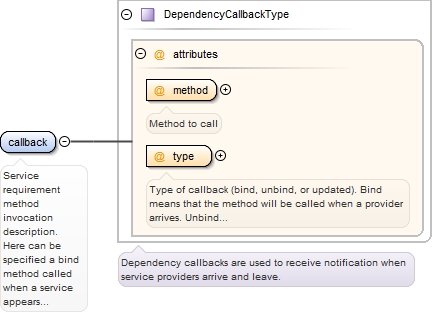 DependencyCallbackType
@ attributes
@ method
Method to call
@ type
Type of callback (bind, unbind, or updated). Bind
means that the method will be called when a provider
arrives. Unbind...
callback
Service
requirement
method
invocation
description.
Here can be
specified a bind
method called
when a service
appears...
Dependency callbacks are used to receive notification when
service providers arrive and leave.